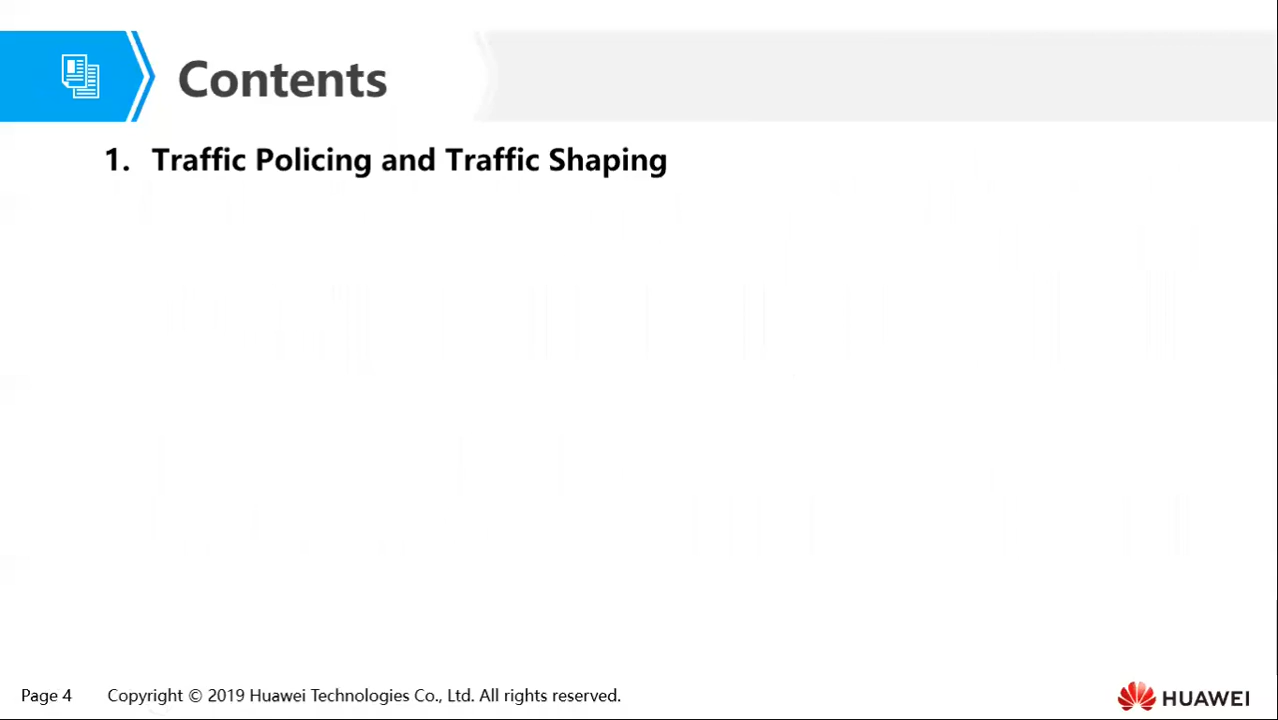 Contents
1. Traffic Policing and Traffic Shaping
Page 4 Copyright © 2019 Huawei Technologies Co., Ltd. All rights reserved.
HUAWEI